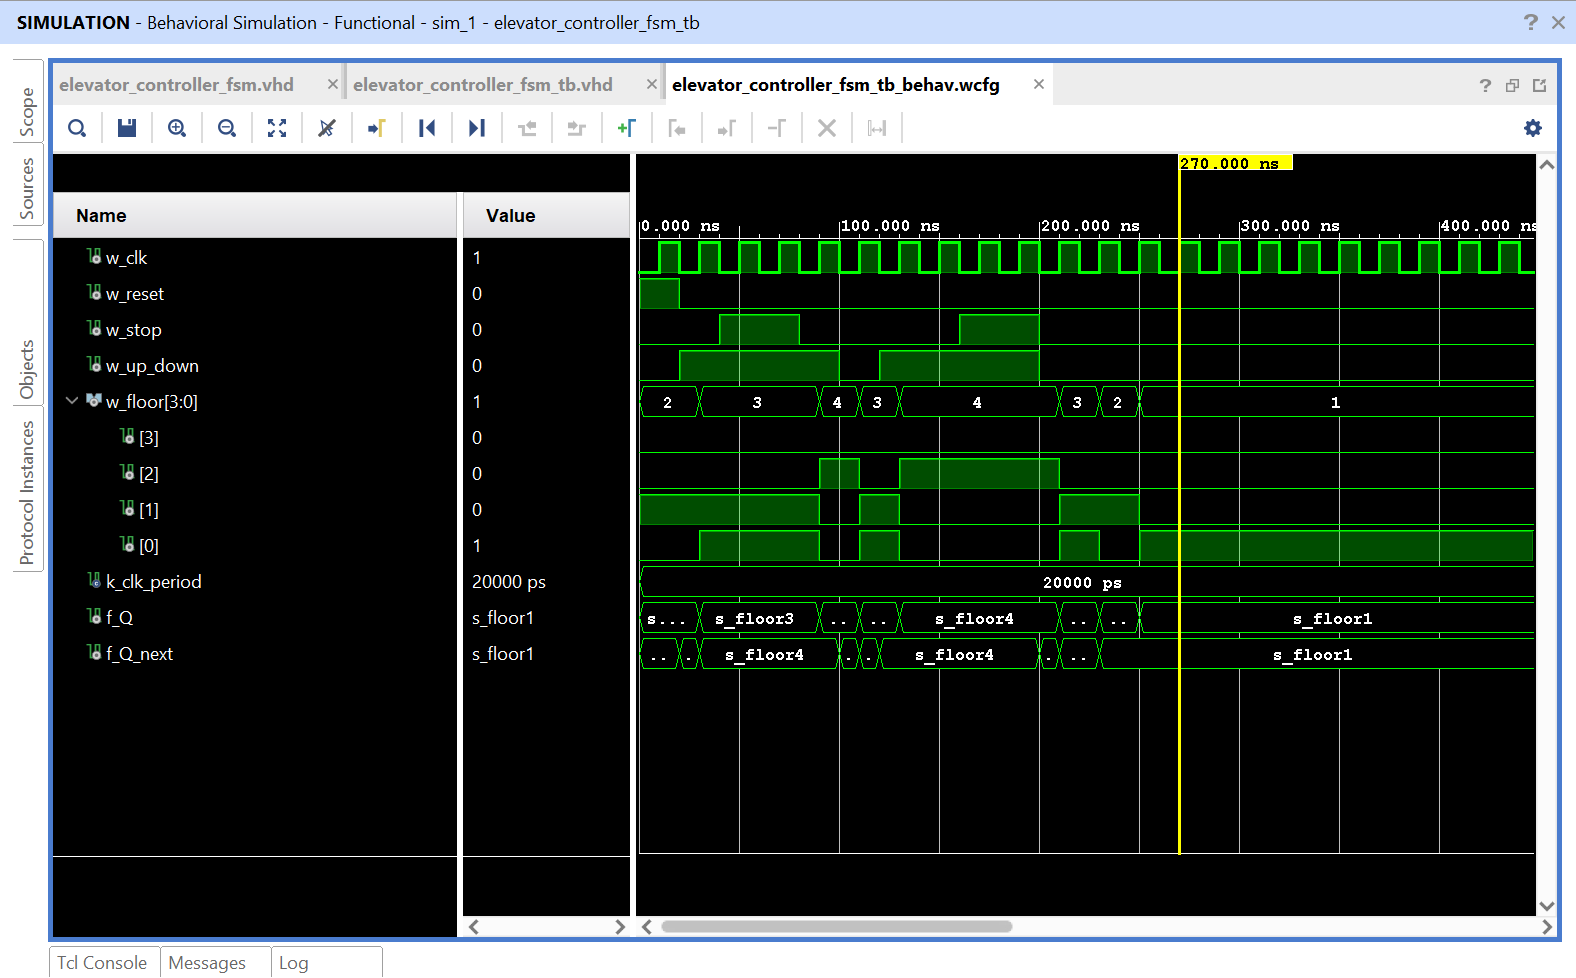 SIMULATION - Behavioral Simulation - Functional - sim_1 - elevator_controller_fsm_tb
Scope
Sources
Objects
Protocol Instances
elevator_controller_fsm.vhd
elevator_controller_fsm_tb.vhd
elevator_controller_fsm_tb_behav.wcfg
Name Value
270.000 ns
0.000 ns 100.000 ns 200.000 ns 300.000 ns 400.000 ns
w_clk 1
w_reset 0
w_stop 0
w_up_down 0
w_floor[3:0] 1 2 3 4 3 4 3 2 1
[3] 0
[2] 0
[1] 0
[0] 1
k_clk_period 20000 ps 20000 ps
f_Q s_floor1 s... s_floor3 .. .. s_floor4 .. .. s_floor1
f_Q_next s_floor1 .. . s_floor4 . . s_floor4 . .. s_floor1
Tcl Console Messages Log